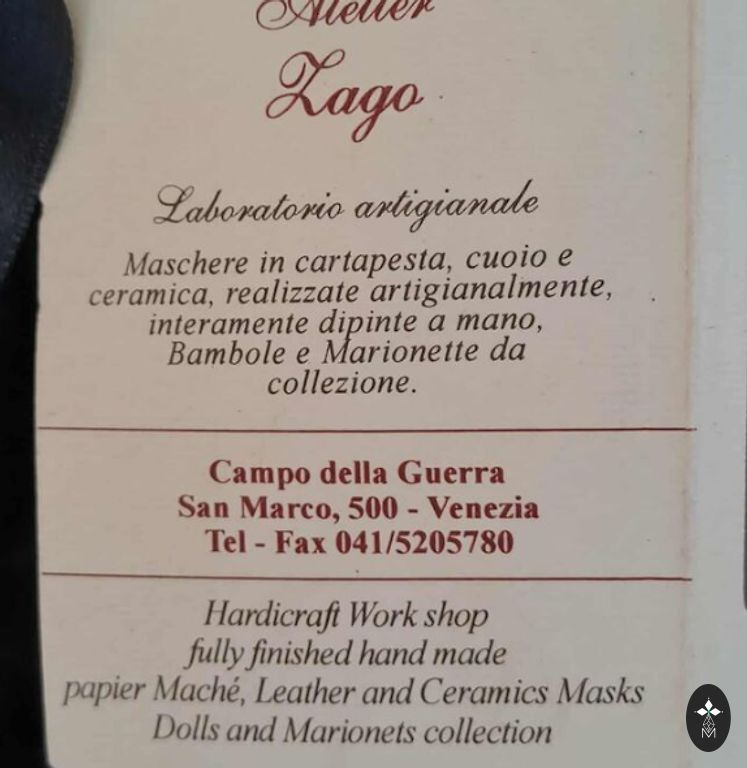 Atelier
Zago
Laboratorio artigianale
Maschere in cartapesta, cuoio e
ceramica, realizzate artigianalmente,
interamente dipinte a mano,
Bambole e Marionette da
collezione.
Campo della Guerra
San Marco, 500 - Venezia
Tel - Fax 041/5205780
Hardicraft Work shop
fully finished hand made
papier Maché, Leather and Ceramics Masks
Dolls and Marionets collection
M